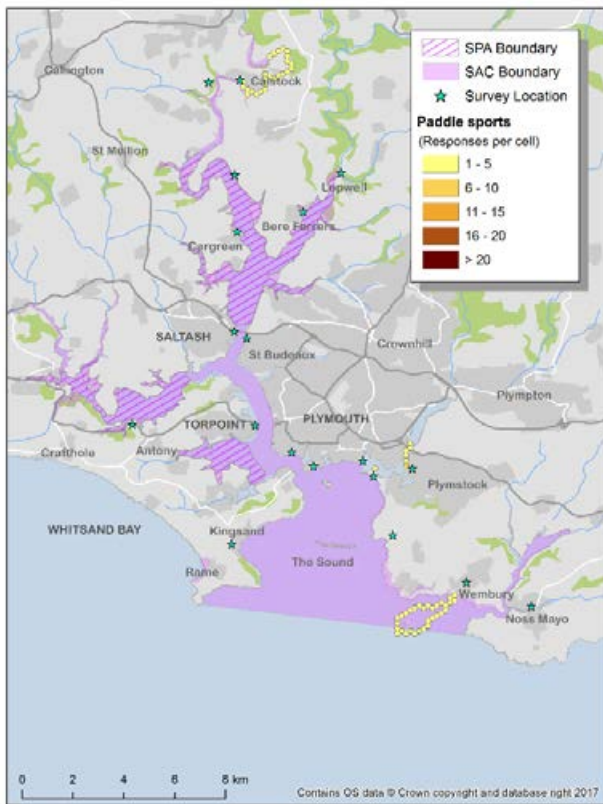 SPA Boundary
SAC Boundary
Survey Location
Paddle sports
(Responses per cell)
1 - 5
6 - 10
11 - 15
16 - 20
> 20
Callington
Calstock
St Mellion
Lopwell
Bere Ferrers
Cargreen
SALTASH
Crownhill
St Budeaux
Plympton
TORPOINT
PLYMOUTH
Crafthole
Antony
Plymstock
WHITSAND BAY
Kingsand
The Sound
Rame
Wembury
Noss Mayo
0 2 4 6 8 km
Contains OS data © Crown copyright and database right 2017